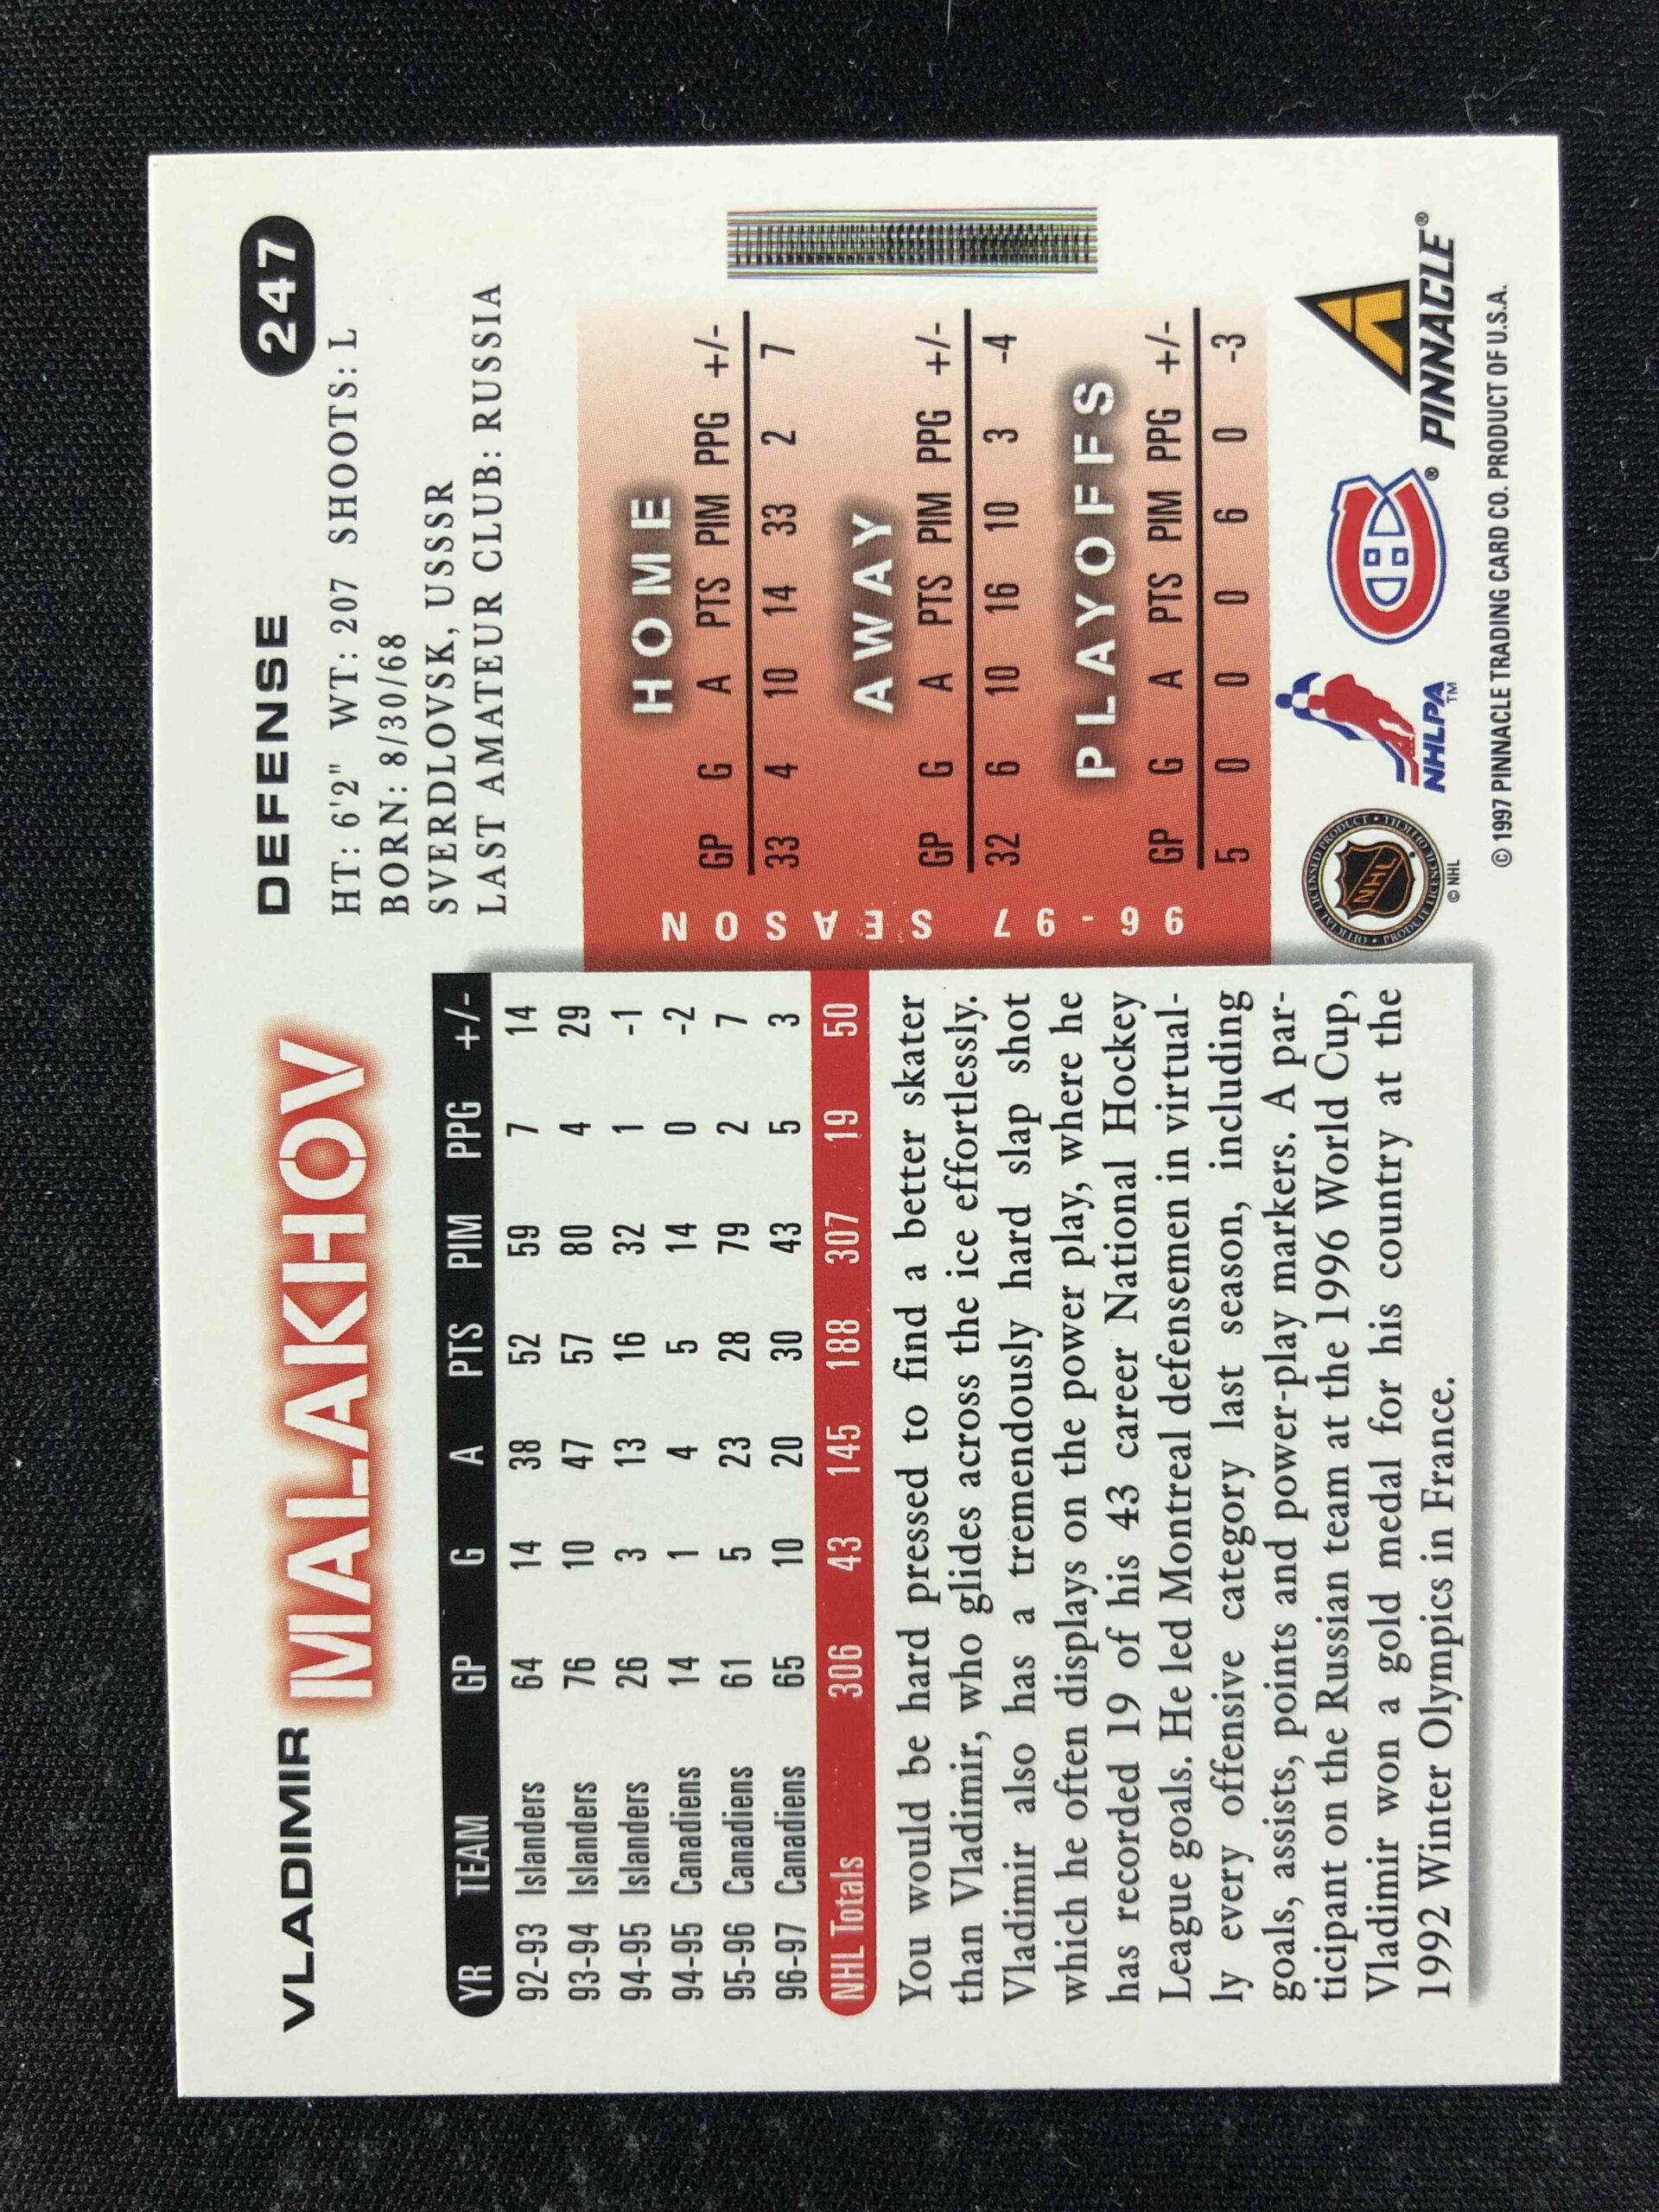 VLADIMIR MALAKHOV DEFENSE 247
HT: 6'2" WT: 207 SHOOTS: L
BORN: 8/30/68
SVERDLOVSK, USSSR
LAST AMATEUR CLUB: RUSSIA
YR TEAM GP G A PTS PIM PPG +/-
92-93 Islanders 64 14 38 52 59 7 14
93-94 Islanders 76 10 47 57 80 4 29
94-95 Islanders 26 3 13 16 32 1 -1
94-95 Canadiens 14 1 4 5 14 0 -2
95-96 Canadiens 61 5 23 28 79 2 7
96-97 Canadiens 65 10 20 30 43 5 3
NHL Totals 306 43 145 188 307 19 50
You would be hard pressed to find a better skater
than Vladimir, who glides across the ice effortlessly.
Vladimir also has a tremendously hard slap shot
which he often displays on the power play, where he
has recorded 19 of his 43 career National Hockey
League goals. He led Montreal defensemen in virtual-
ly every offensive category last season, including
goals, assists, points and power-play markers. A par-
ticipant on the Russian team at the 1996 World Cup,
Vladimir won a gold medal for his country at the
1992 Winter Olympics in France.
96-97 SEASON
HOME
GP G A PTS PIM PPG +/-
33 4 10 14 33 2 7
AWAY
GP G A PTS PIM PPG +/-
32 6 10 16 10 3 -4
PLAYOFFS
GP G A PTS PIM PPG +/-
5 0 0 0 6 0 -3
OFFICIAL LICENSED PRODUCT •
NHL
© NHL
NHLPA™
®
PINNACLE®
© 1997 PINNACLE TRADING CARD CO. PRODUCT OF U.S.A.